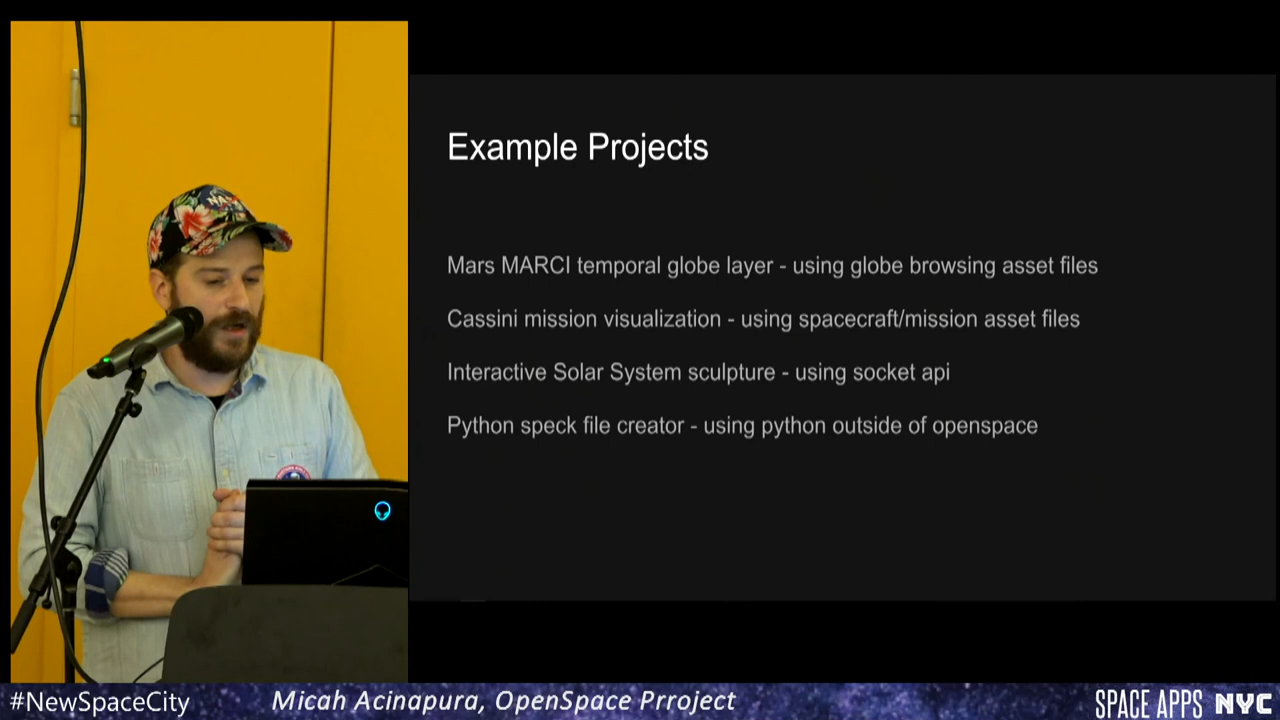 Example Projects
Mars MARCI temporal globe layer - using globe browsing asset files
Cassini mission visualization - using spacecraft/mission asset files
Interactive Solar System sculpture - using socket api
Python speck file creator - using python outside of openspace
#NewSpaceCity
Micah Acinapura, OpenSpace Prroject
SPACE APPS NYC